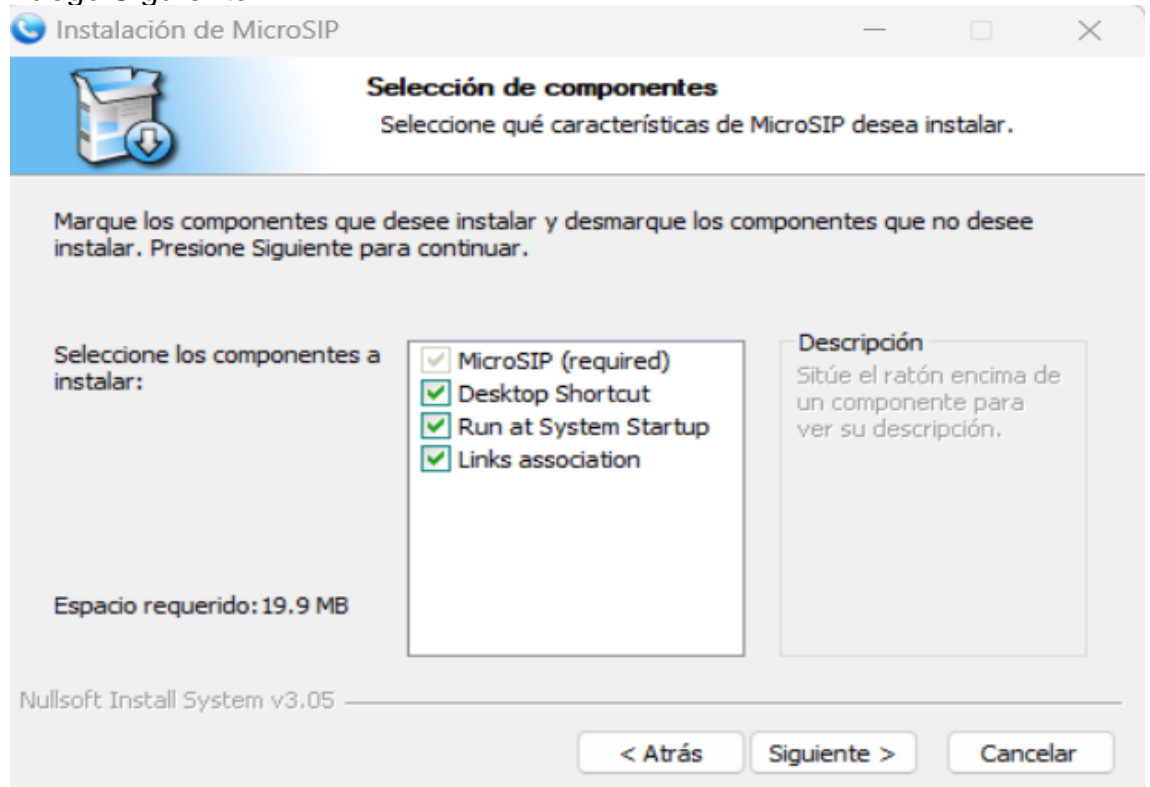 Instalación de MicroSIP
Selección de componentes
Seleccione qué características de MicroSIP desea instalar.
Marque los componentes que desee instalar y desmarque los componentes que no desee
instalar. Presione Siguiente para continuar.
Seleccione los componentes a
instalar:
MicroSIP (required)
Desktop Shortcut
Run at System Startup
Links association
Descripción
Sitúe el ratón encima de
un componente para
ver su descripción.
Espacio requerido: 19.9 MB
Nullsoft Install System v3.05
< Atrás
Siguiente >
Cancelar